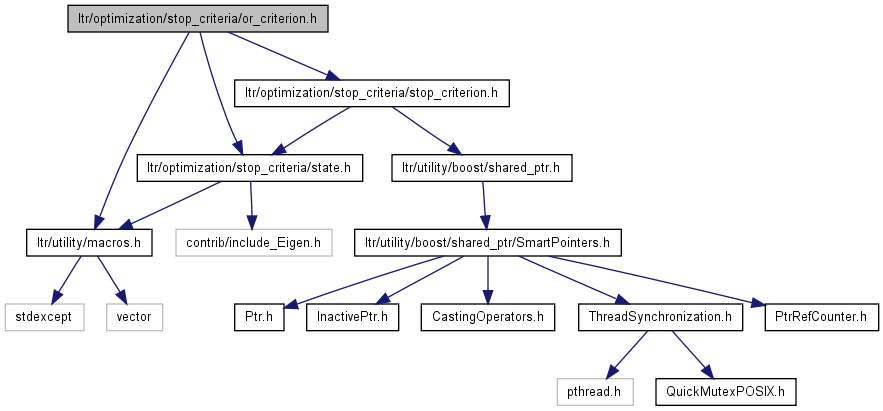 ltr/optimization/stop_criteria/or_criterion.h
ltr/optimization/stop_criteria/stop_criterion.h
ltr/optimization/stop_criteria/state.h
ltr/utility/boost/shared_ptr.h
ltr/utility/macros.h
contrib/include_Eigen.h
ltr/utility/boost/shared_ptr/SmartPointers.h
stdexcept
vector
Ptr.h
InactivePtr.h
CastingOperators.h
ThreadSynchronization.h
PtrRefCounter.h
pthread.h
QuickMutexPOSIX.h